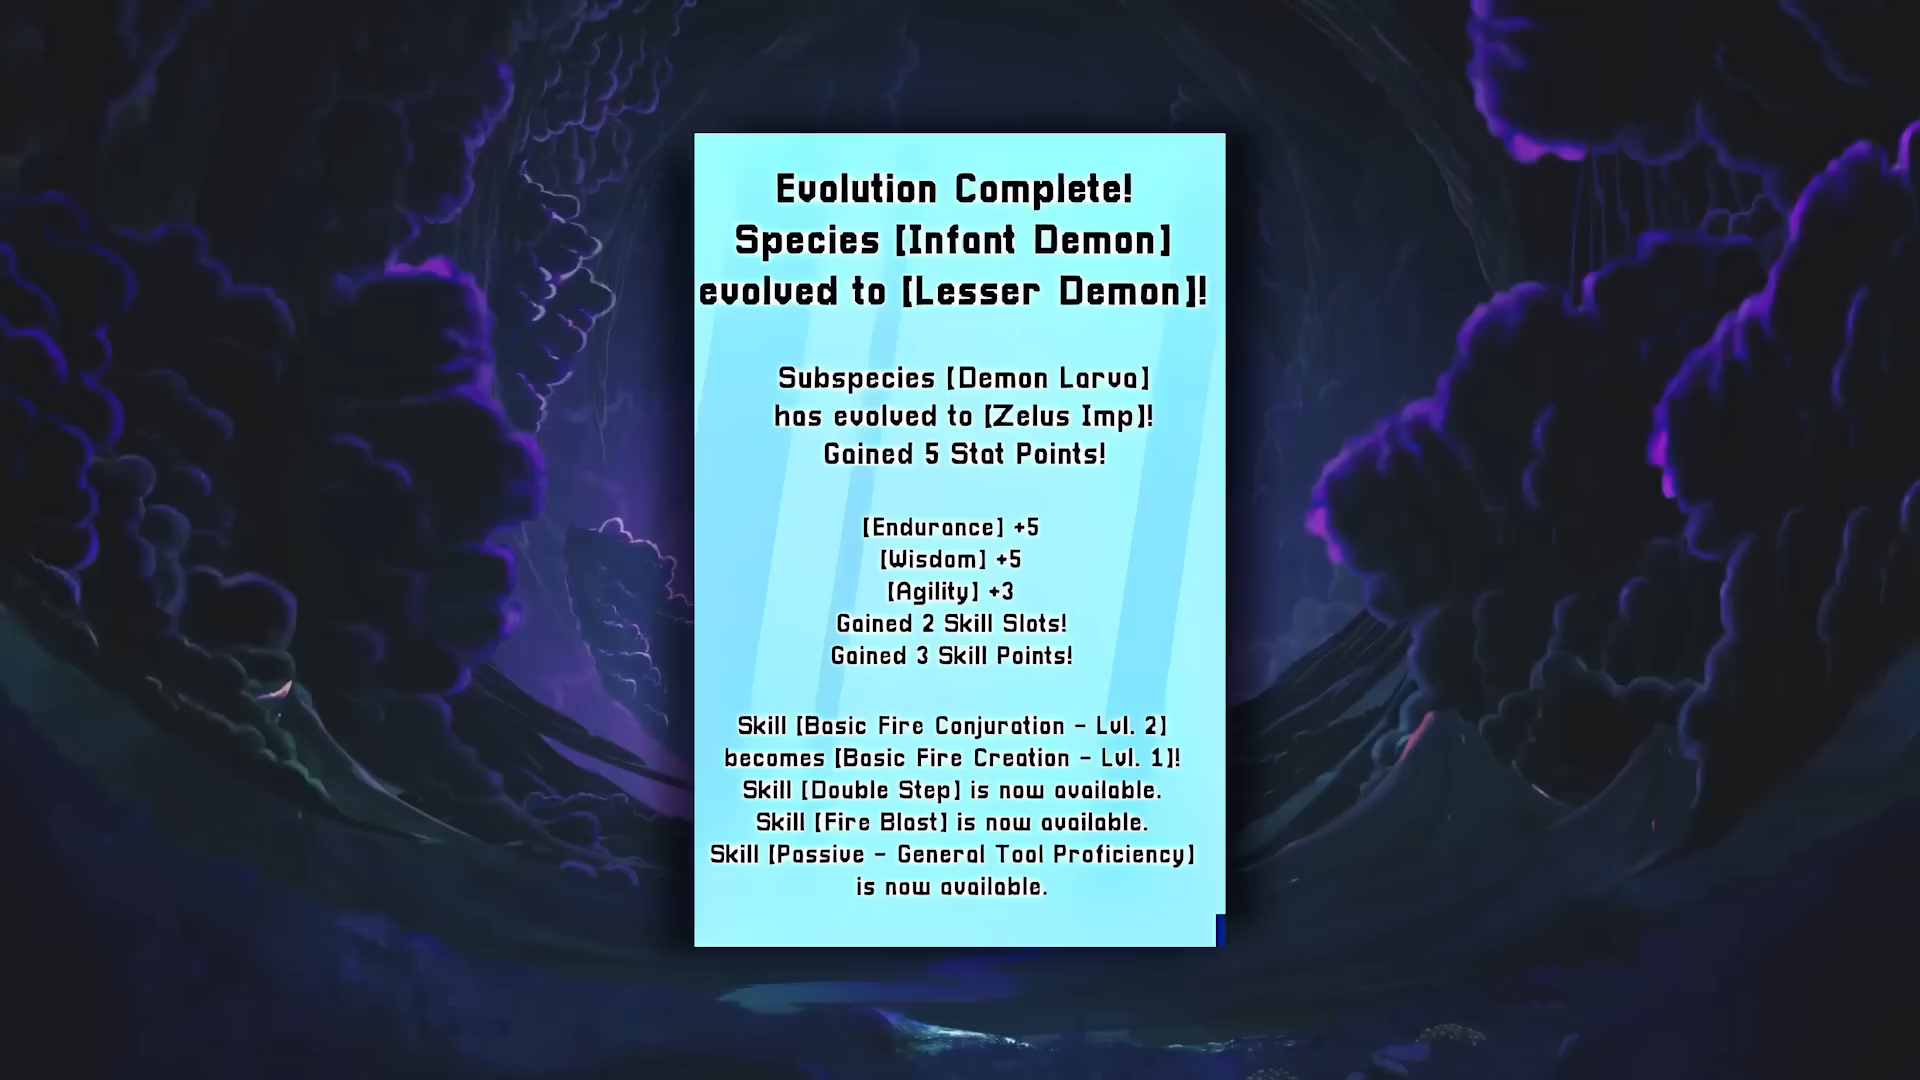 Evolution Complete!
Species [Infant Demon]
evolved to [Lesser Demon]!
Subspecies [Demon Larva]
has evolved to [Zelus Imp]!
Gained 5 Stat Points!
[Endurance] +5
[Wisdom] +5
[Agility] +3
Gained 2 Skill Slots!
Gained 3 Skill Points!
Skill [Basic Fire Conjuration - Lvl. 2]
becomes [Basic Fire Creation - Lvl. 1]!
Skill [Double Step] is now available.
Skill [Fire Blast] is now available.
Skill [Passive - General Tool Proficiency]
is now available.